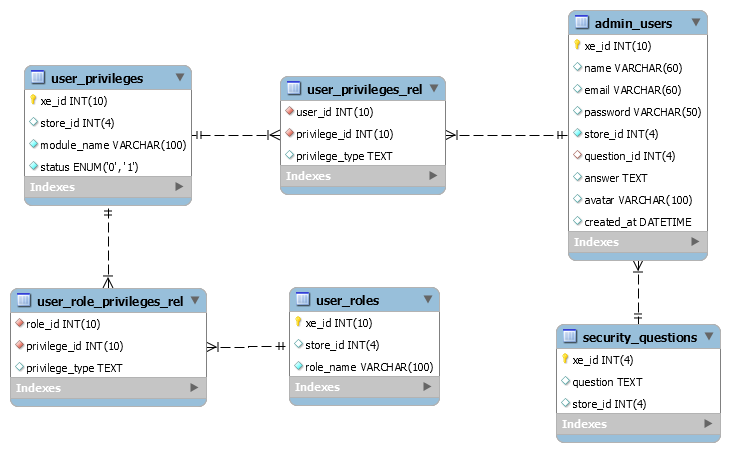 user_privileges
xe_id INT(10)
store_id INT(4)
module_name VARCHAR(100)
status ENUM('0','1')
Indexes
user_privileges_rel
user_id INT(10)
privilege_id INT(10)
privilege_type TEXT
Indexes
admin_users
xe_id INT(10)
name VARCHAR(60)
email VARCHAR(60)
password VARCHAR(50)
store_id INT(4)
question_id INT(4)
answer TEXT
avatar VARCHAR(100)
created_at DATETIME
Indexes
user_role_privileges_rel
role_id INT(10)
privilege_id INT(10)
privilege_type TEXT
Indexes
user_roles
xe_id INT(10)
store_id INT(4)
role_name VARCHAR(100)
Indexes
security_questions
xe_id INT(4)
question TEXT
store_id INT(4)
Indexes